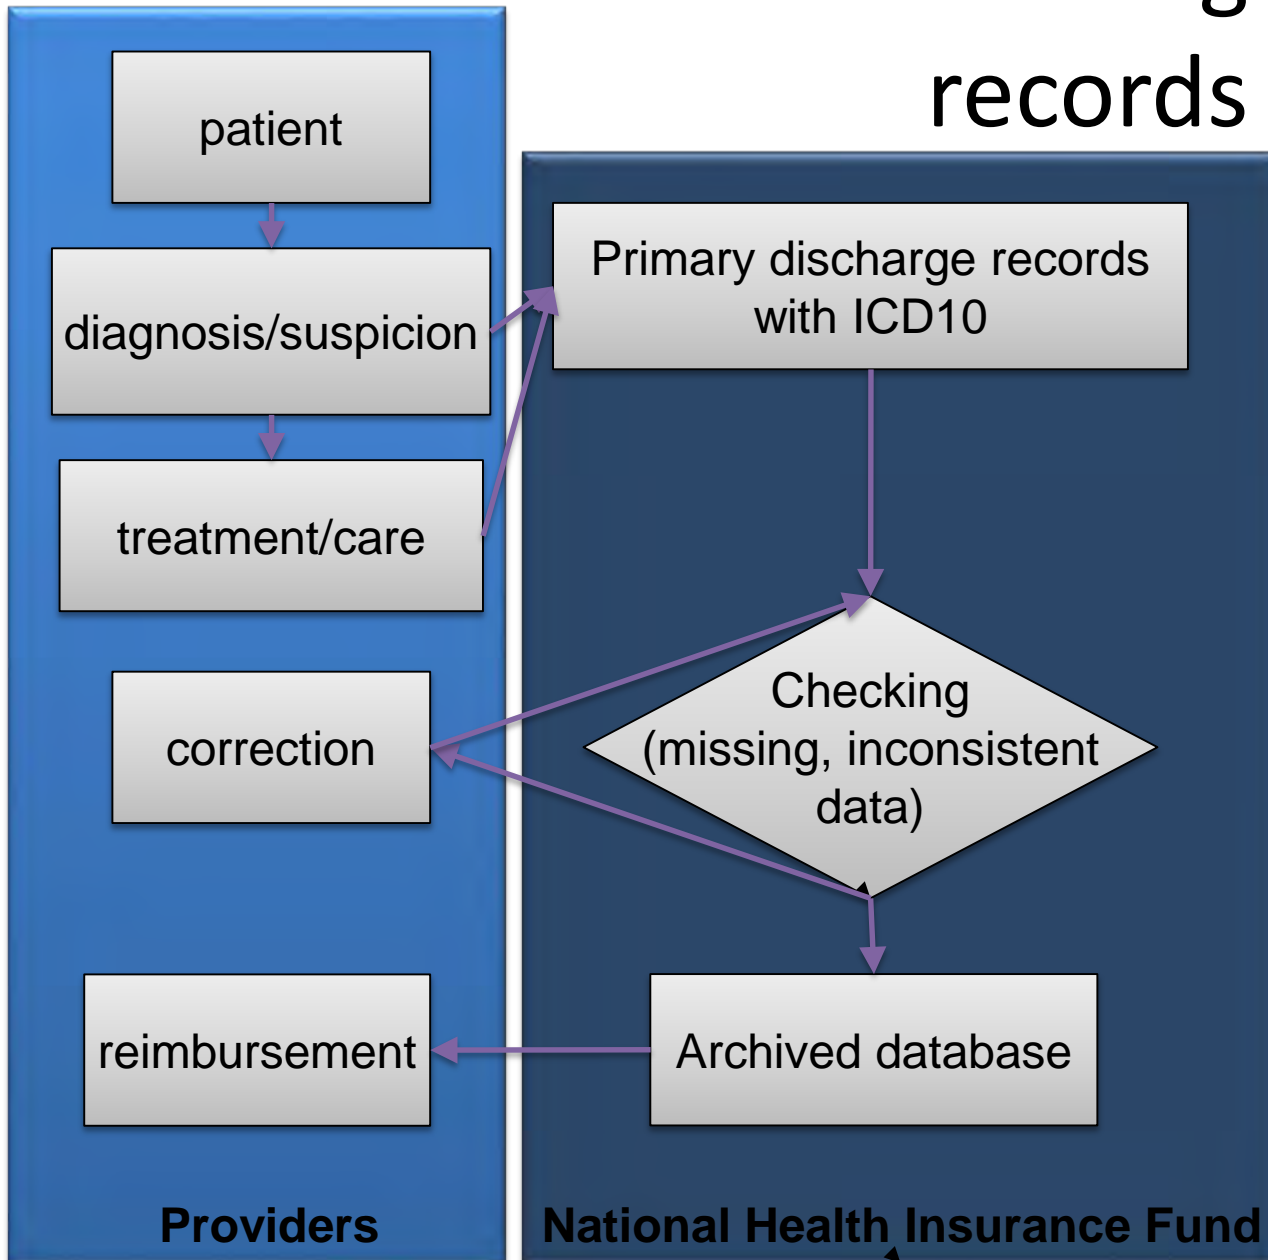 records
patient
diagnosis/suspicion
treatment/care
correction
reimbursement
Providers
Primary discharge records
with ICD10
Checking
(missing, inconsistent
data)
Archived database
National Health Insurance Fund